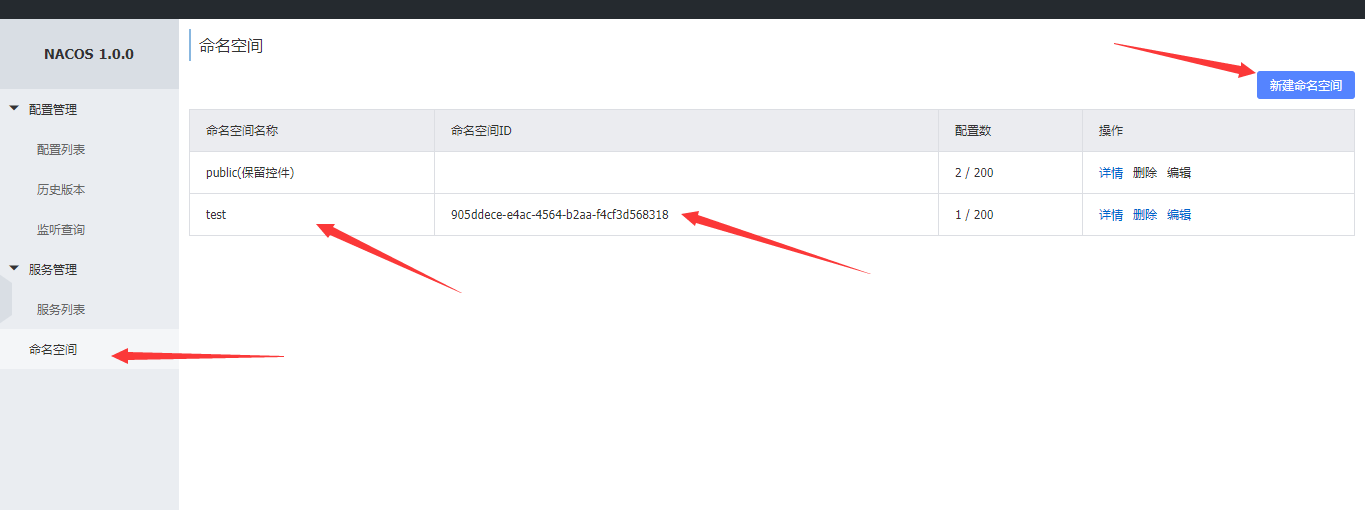 NACOS 1.0.0
配置管理
配置列表
历史版本
监听查询
服务管理
服务列表
命名空间
命名空间
新建命名空间
命名空间名称 命名空间ID 配置数 操作
public(保留控件) 2 / 200 详情 删除 编辑
test 905ddece-e4ac-4564-b2aa-f4cf3d568318 1 / 200 详情 删除 编辑